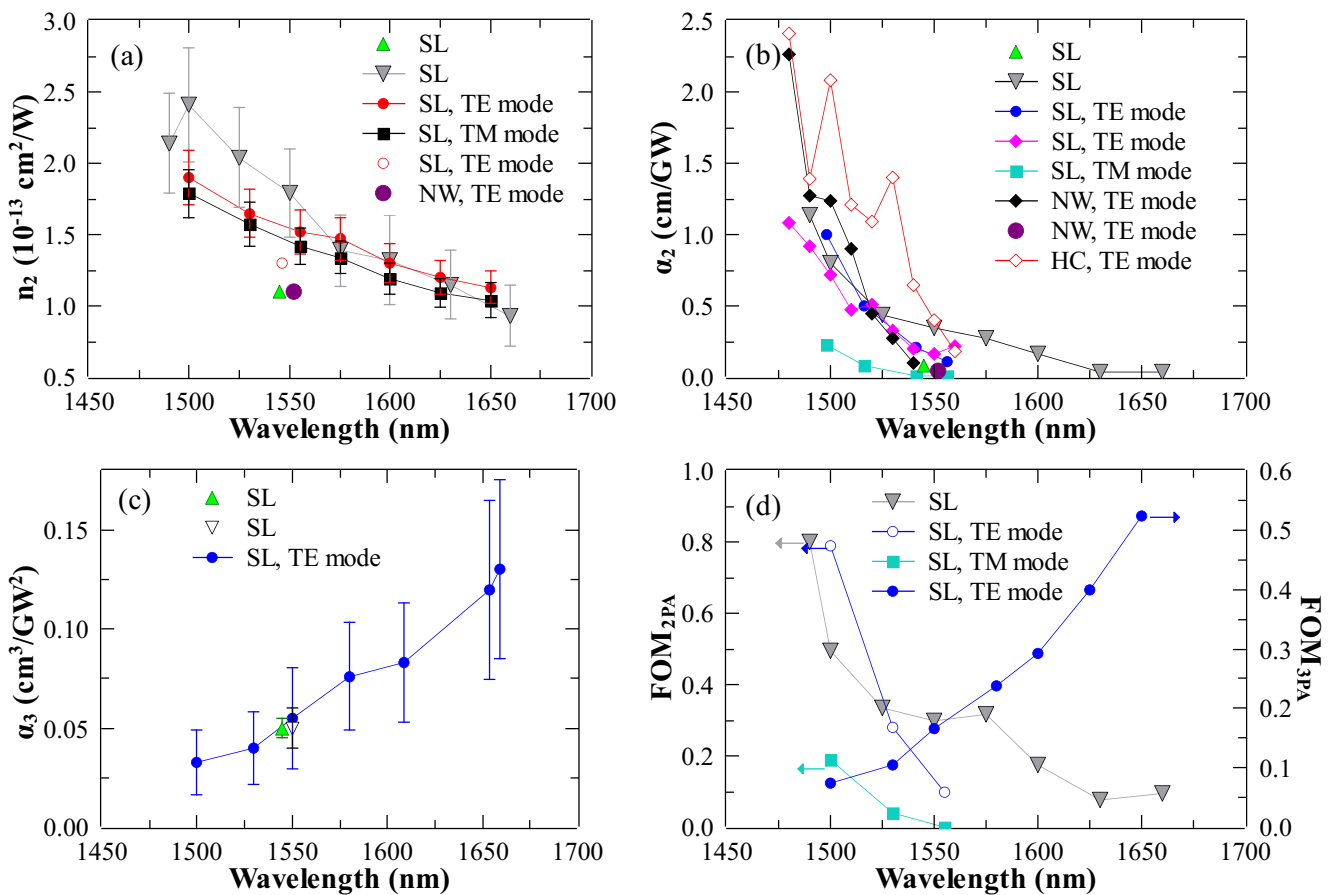 (a)
3.0
2.5
2.0
1.5
1.0
0.5
n₂ (10⁻¹³ cm²/W)
SL
SL
SL, TE mode
SL, TM mode
SL, TE mode
NW, TE mode
1450 1500 1550 1600 1650 1700
Wavelength (nm)
(b)
2.5
2.0
1.5
1.0
0.5
0.0
α₂ (cm/GW)
SL
SL
SL, TE mode
SL, TE mode
SL, TM mode
NW, TE mode
NW, TE mode
HC, TE mode
1450 1500 1550 1600 1650 1700
Wavelength (nm)
(c)
0.15
0.10
0.05
0.00
α₃ (cm³/GW²)
SL
SL
SL, TE mode
1450 1500 1550 1600 1650 1700
Wavelength (nm)
(d)
1.0
0.8
0.6
0.4
0.2
0.0
FOM₂PA
SL
SL, TE mode
SL, TM mode
SL, TE mode
0.6
0.5
0.4
0.3
0.2
0.1
0.0
FOM₃PA
1450 1500 1550 1600 1650 1700
Wavelength (nm)